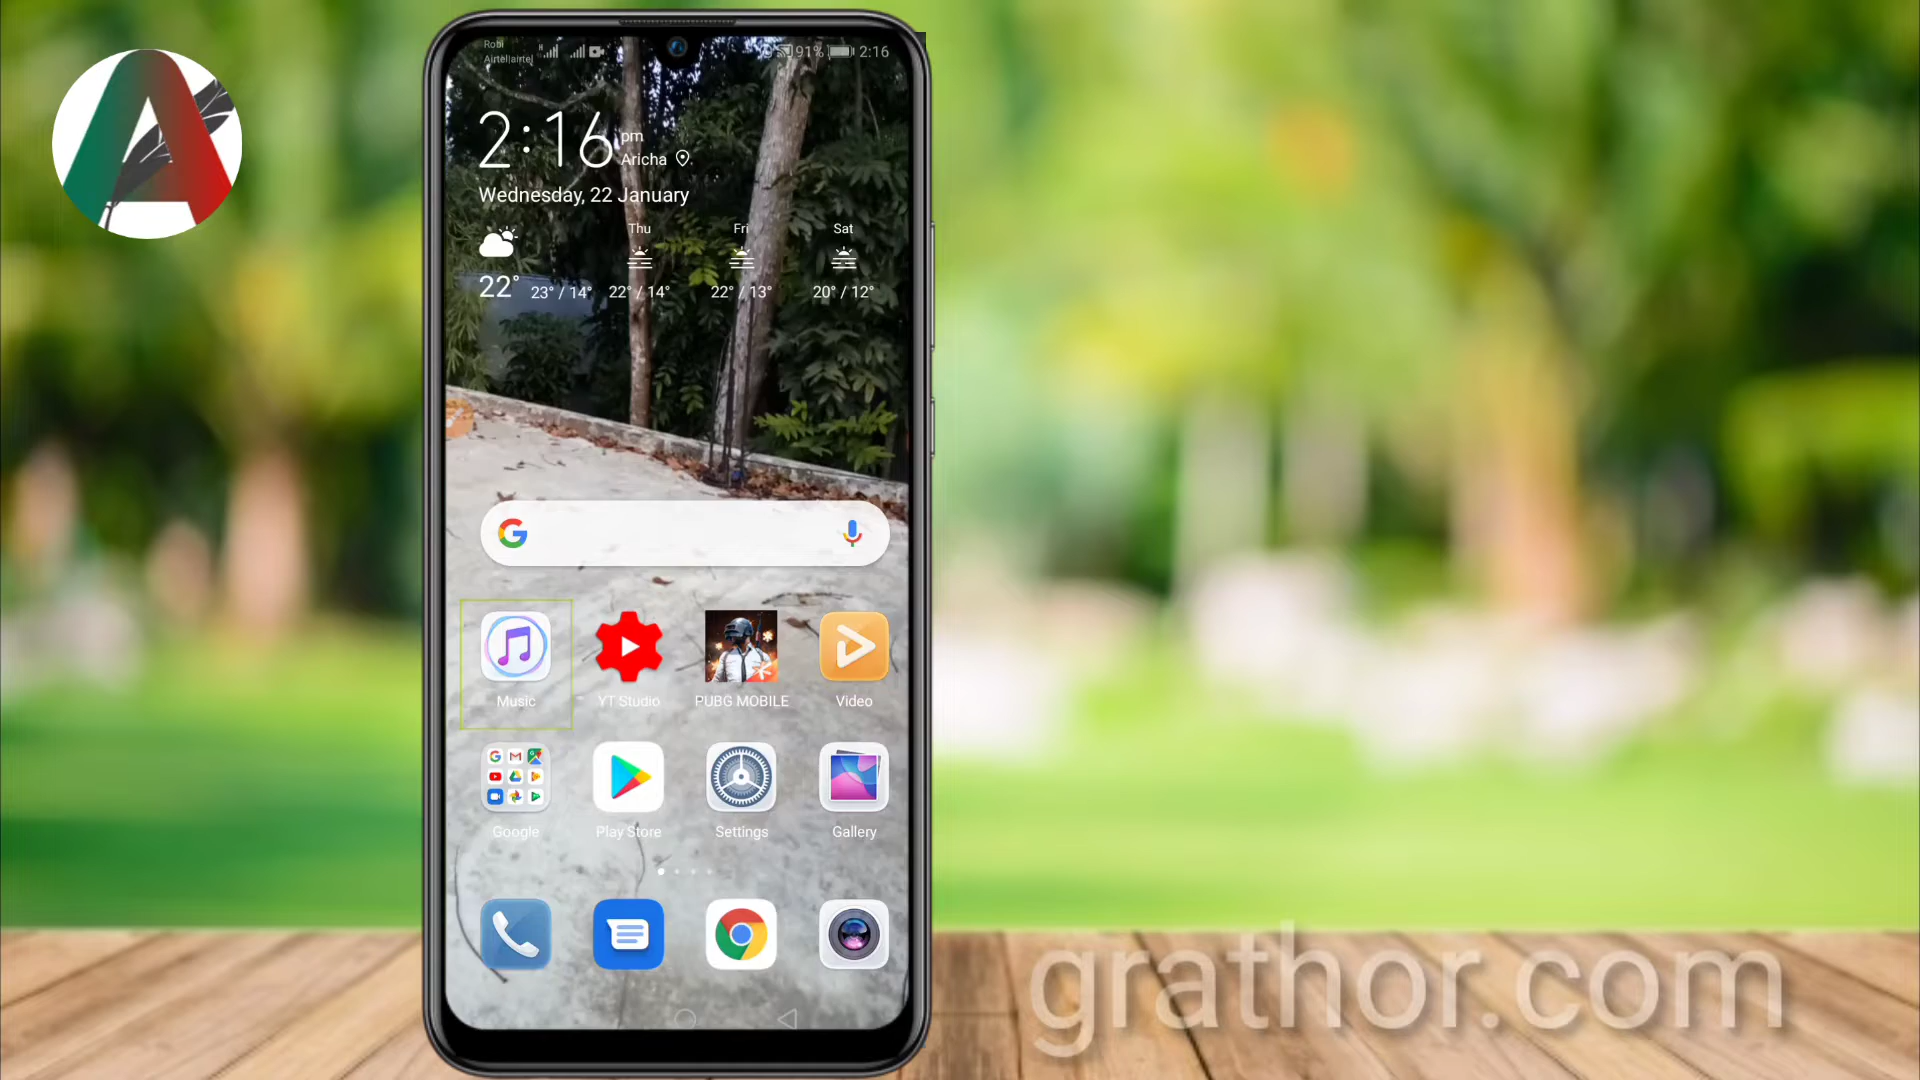 Robi
Airtel|airtel
91% 2:16
2:16 pm
Aricha
Wednesday, 22 January
Thu Fri Sat
22° 23° / 14° 22° / 14° 22° / 13° 20° / 12°
Music YT Studio PUBG MOBILE Video
Google Play Store Settings Gallery
grathor.com